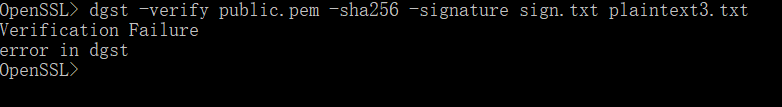 OpenSSL> dgst -verify public.pem -sha256 -signature sign.txt plaintext3.txt
Verification Failure
error in dgst
OpenSSL>